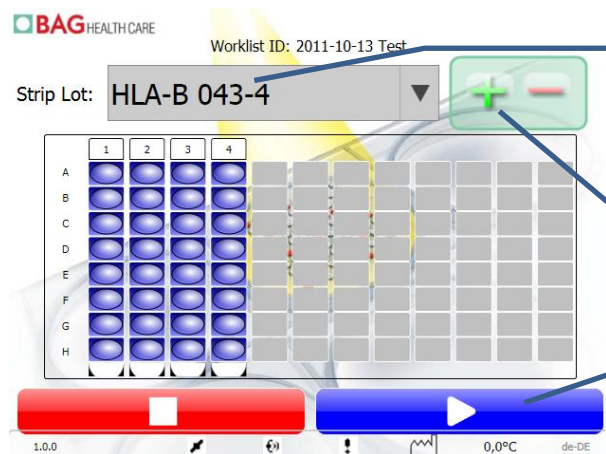 BAG HEALTH CARE
Worklist ID: 2011-10-13 Test
Strip Lot: HLA-B 043-4
1 2 3 4
A
B
C
D
E
F
G
H
1.0.0 0,0°C de-DE